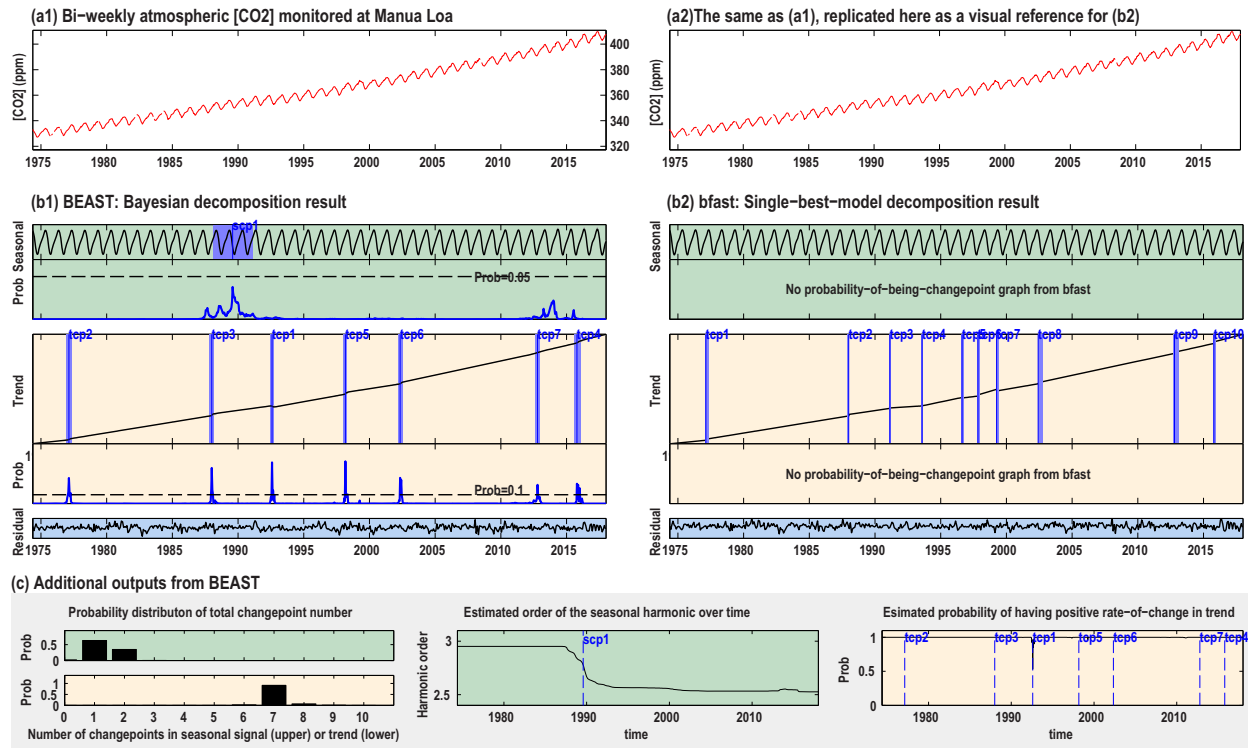 (a1) Bi−weekly atmospheric [CO2] monitored at Manua Loa
(a2)The same as (a1), replicated here as a visual reference for (b2)
[CO2] (ppm)
400
380
360
340
320
[CO2] (ppm)
1975 1980 1985 1990 1995 2000 2005 2010 2015
1975 1980 1985 1990 1995 2000 2005 2010 2015
(b1) BEAST: Bayesian decomposition result
(b2) bfast: Single−best−model decomposition result
Seasonal
scp1
Seasonal
Prob
Prob=0.05
No probability−of−being−changepoint graph from bfast
Trend
tcp2 tcp3 tcp1 tcp5 tcp6 tcp7 tcp4
Trend
tcp1 tcp2 tcp3 tcp4 tcp5 tcp6 tcp7 tcp8 tcp9 tcp10
Prob
1
Prob=0.1
1
No probability−of−being−changepoint graph from bfast
Residual
Residual
1975 1980 1985 1990 1995 2000 2005 2010 2015
1975 1980 1985 1990 1995 2000 2005 2010 2015
(c) Additional outputs from BEAST
Probability distributon of total changepoint number
Prob
0.5
0
Prob
1
0.5
0
0 1 2 3 4 5 6 7 8 9 10
Number of changepoints in seasonal signal (upper) or trend (lower)
Estimated order of the seasonal harmonic over time
Harmonic order
3
2.5
scp1
1980 1990 2000 2010
time
Esimated probability of having positive rate−of−change in trend
Prob
1
0.5
0
tcp2 tcp3 tcp1 top5 tcp6 tcp7 tcp4
1980 1990 2000 2010
time